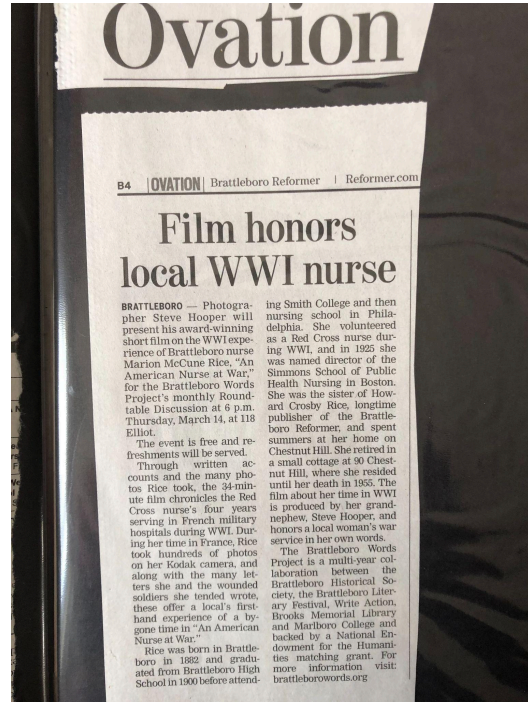 Ovation
B4 | OVATION | Brattleboro Reformer | Reformer.com
Film honors
local WWI nurse
BRATTLEBORO — Photogra-
pher Steve Hooper will
present his award-winning
short film on the WWI expe-
rience of Brattleboro nurse
Marion McCune Rice, “An
American Nurse at War,”
for the Brattleboro Words
Project’s monthly Round-
table Discussion at 6 p.m.
Thursday, March 14, at 118
Elliot.
The event is free and re-
freshments will be served.
Through written ac-
counts and the many pho-
tos Rice took, the 34-min-
ute film chronicles the Red
Cross nurse’s four years
serving in French military
hospitals during WWI. Dur-
ing her time in France, Rice
took hundreds of photos
on her Kodak camera, and
along with the many let-
ters she and the wounded
soldiers she tended wrote,
these offer a local’s first-
hand experience of a by-
gone time in “An American
Nurse at War.”
Rice was born in Brattle-
boro in 1882 and gradu-
ated from Brattleboro High
School in 1900 before attend-
ing Smith College and then
nursing school in Phila-
delphia. She volunteered
as a Red Cross nurse dur-
ing WWI, and in 1925 she
was named director of the
Simmons School of Public
Health Nursing in Boston.
She was the sister of How-
ard Crosby Rice, longtime
publisher of the Brattle-
boro Reformer, and spent
summers at her home on
Chestnut Hill. She retired in
a small cottage at 90 Chest-
nut Hill, where she resided
until her death in 1955. The
film about her time in WWI
is produced by her grand-
nephew, Steve Hooper, and
honors a local woman’s war
service in her own words.
The Brattleboro Words
Project is a multi-year col-
laboration between the
Brattleboro Historical So-
ciety, the Brattleboro Liter-
ary Festival, Write Action,
Brooks Memorial Library
and Marlboro College and
backed by a National En-
dowment for the Humani-
ties matching grant. For
more information visit:
brattleborowords.org